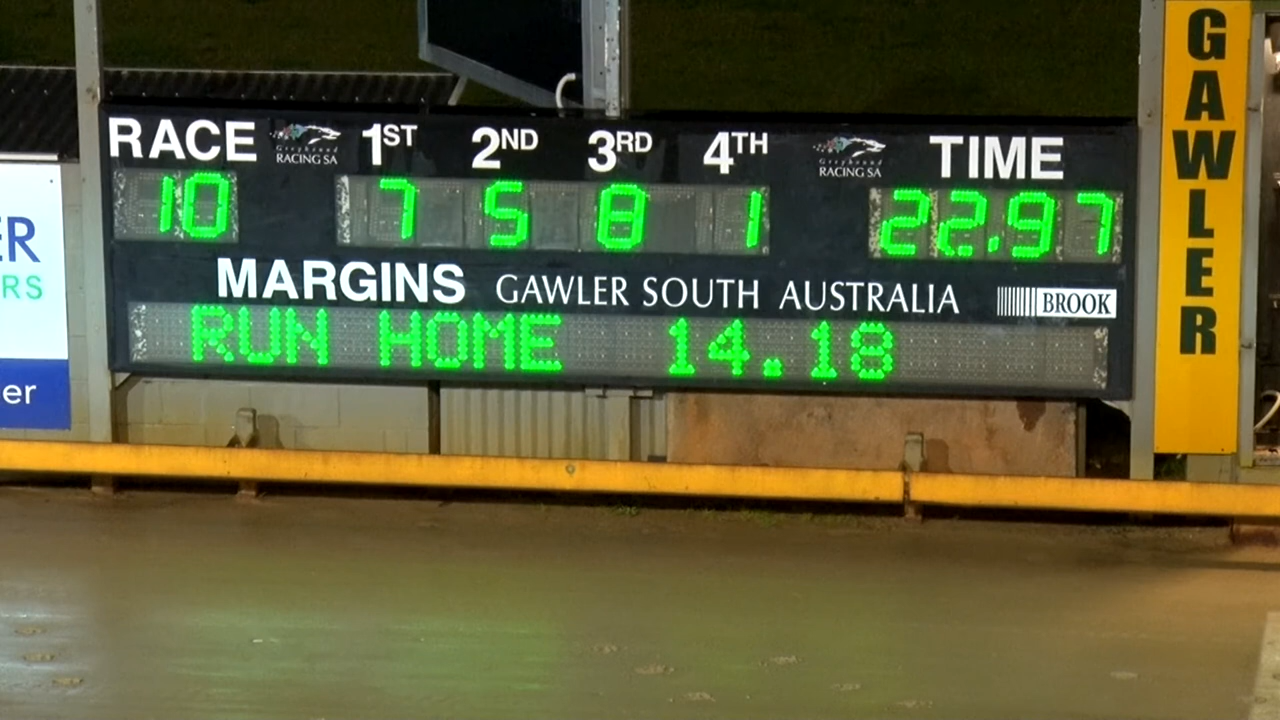 RACE 1ST 2ND 3RD 4TH TIME
Greyhound RACING SA
Greyhound RACING SA
10 7 5 8 1 22.97
MARGINS GAWLER SOUTH AUSTRALIA BROOK
RUN HOME 14.18
GAWLER
ER
RS
er